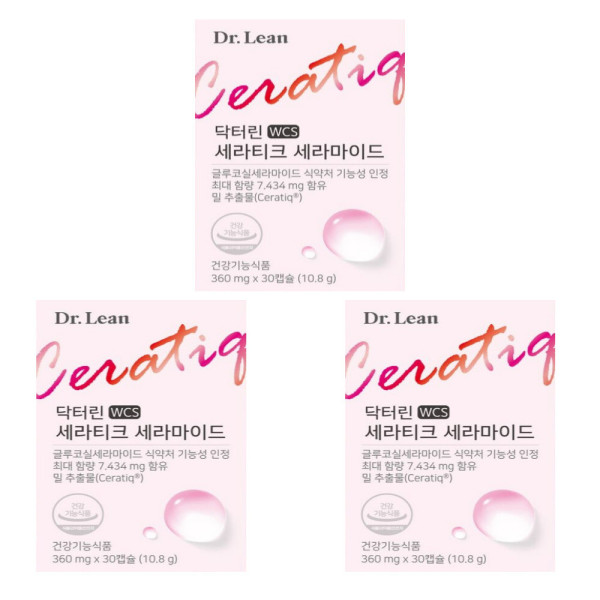 Dr. Lean
Ceratiq
닥터린 WCS
세라티크 세라마이드
글루코실세라마이드 식약처 기능성 인정
최대 함량 7.434 mg 함유
밀 추출물(Ceratiq®)
건강
기능식품
건강기능식품
360 mg x 30캡슐 (10.8 g)
Dr. Lean
Ceratiq
닥터린 WCS
세라티크 세라마이드
글루코실세라마이드 식약처 기능성 인정
최대 함량 7.434 mg 함유
밀 추출물(Ceratiq®)
건강
기능식품
건강기능식품
360 mg x 30캡슐 (10.8 g)
Dr. Lean
Ceratiq
닥터린 WCS
세라티크 세라마이드
글루코실세라마이드 식약처 기능성 인정
최대 함량 7.434 mg 함유
밀 추출물(Ceratiq®)
건강
기능식품
건강기능식품
360 mg x 30캡슐 (10.8 g)